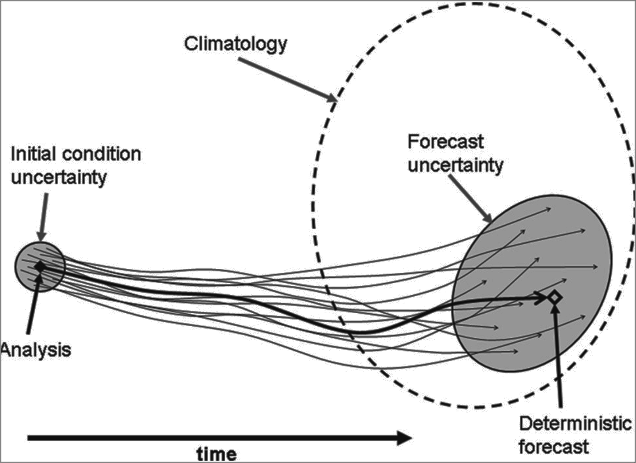 Climatology
Forecast
uncertainty
Initial condition
uncertainty
Analysis
Deterministic
forecast
time